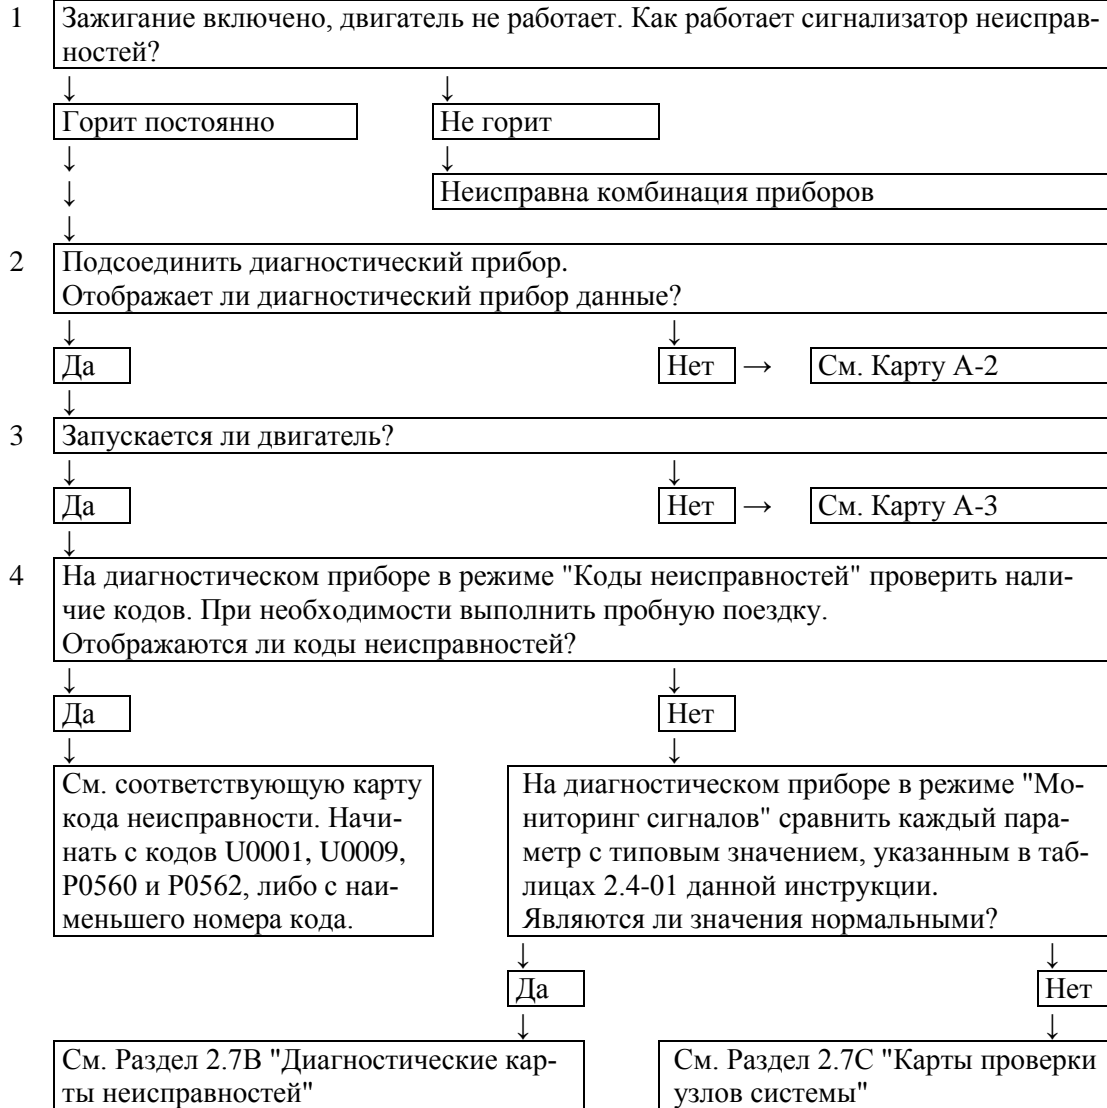 1 Зажигание включено, двигатель не работает. Как работает сигнализатор неисправ-
ностей?
↓ ↓
Горит постоянно Не горит
↓ ↓
↓ Неисправна комбинация приборов
↓
2 Подсоединить диагностический прибор.
Отображает ли диагностический прибор данные?
↓ ↓
Да Нет → См. Карту А-2
↓
3 Запускается ли двигатель?
↓ ↓
Да Нет → См. Карту А-3
↓
4 На диагностическом приборе в режиме "Коды неисправностей" проверить нали-
чие кодов. При необходимости выполнить пробную поездку.
Отображаются ли коды неисправностей?
↓ ↓
Да Нет
↓ ↓
См. соответствующую карту
кода неисправности. Начи-
нать с кодов U0001, U0009,
P0560 и P0562, либо с наи-
меньшего номера кода.
На диагностическом приборе в режиме "Мо-
ниторинг сигналов" сравнить каждый пара-
метр с типовым значением, указанным в таб-
лицах 2.4-01 данной инструкции.
Являются ли значения нормальными?
↓ ↓
Да Нет
↓ ↓
См. Раздел 2.7В "Диагностические кар-
ты неисправностей"
См. Раздел 2.7С "Карты проверки
узлов системы"